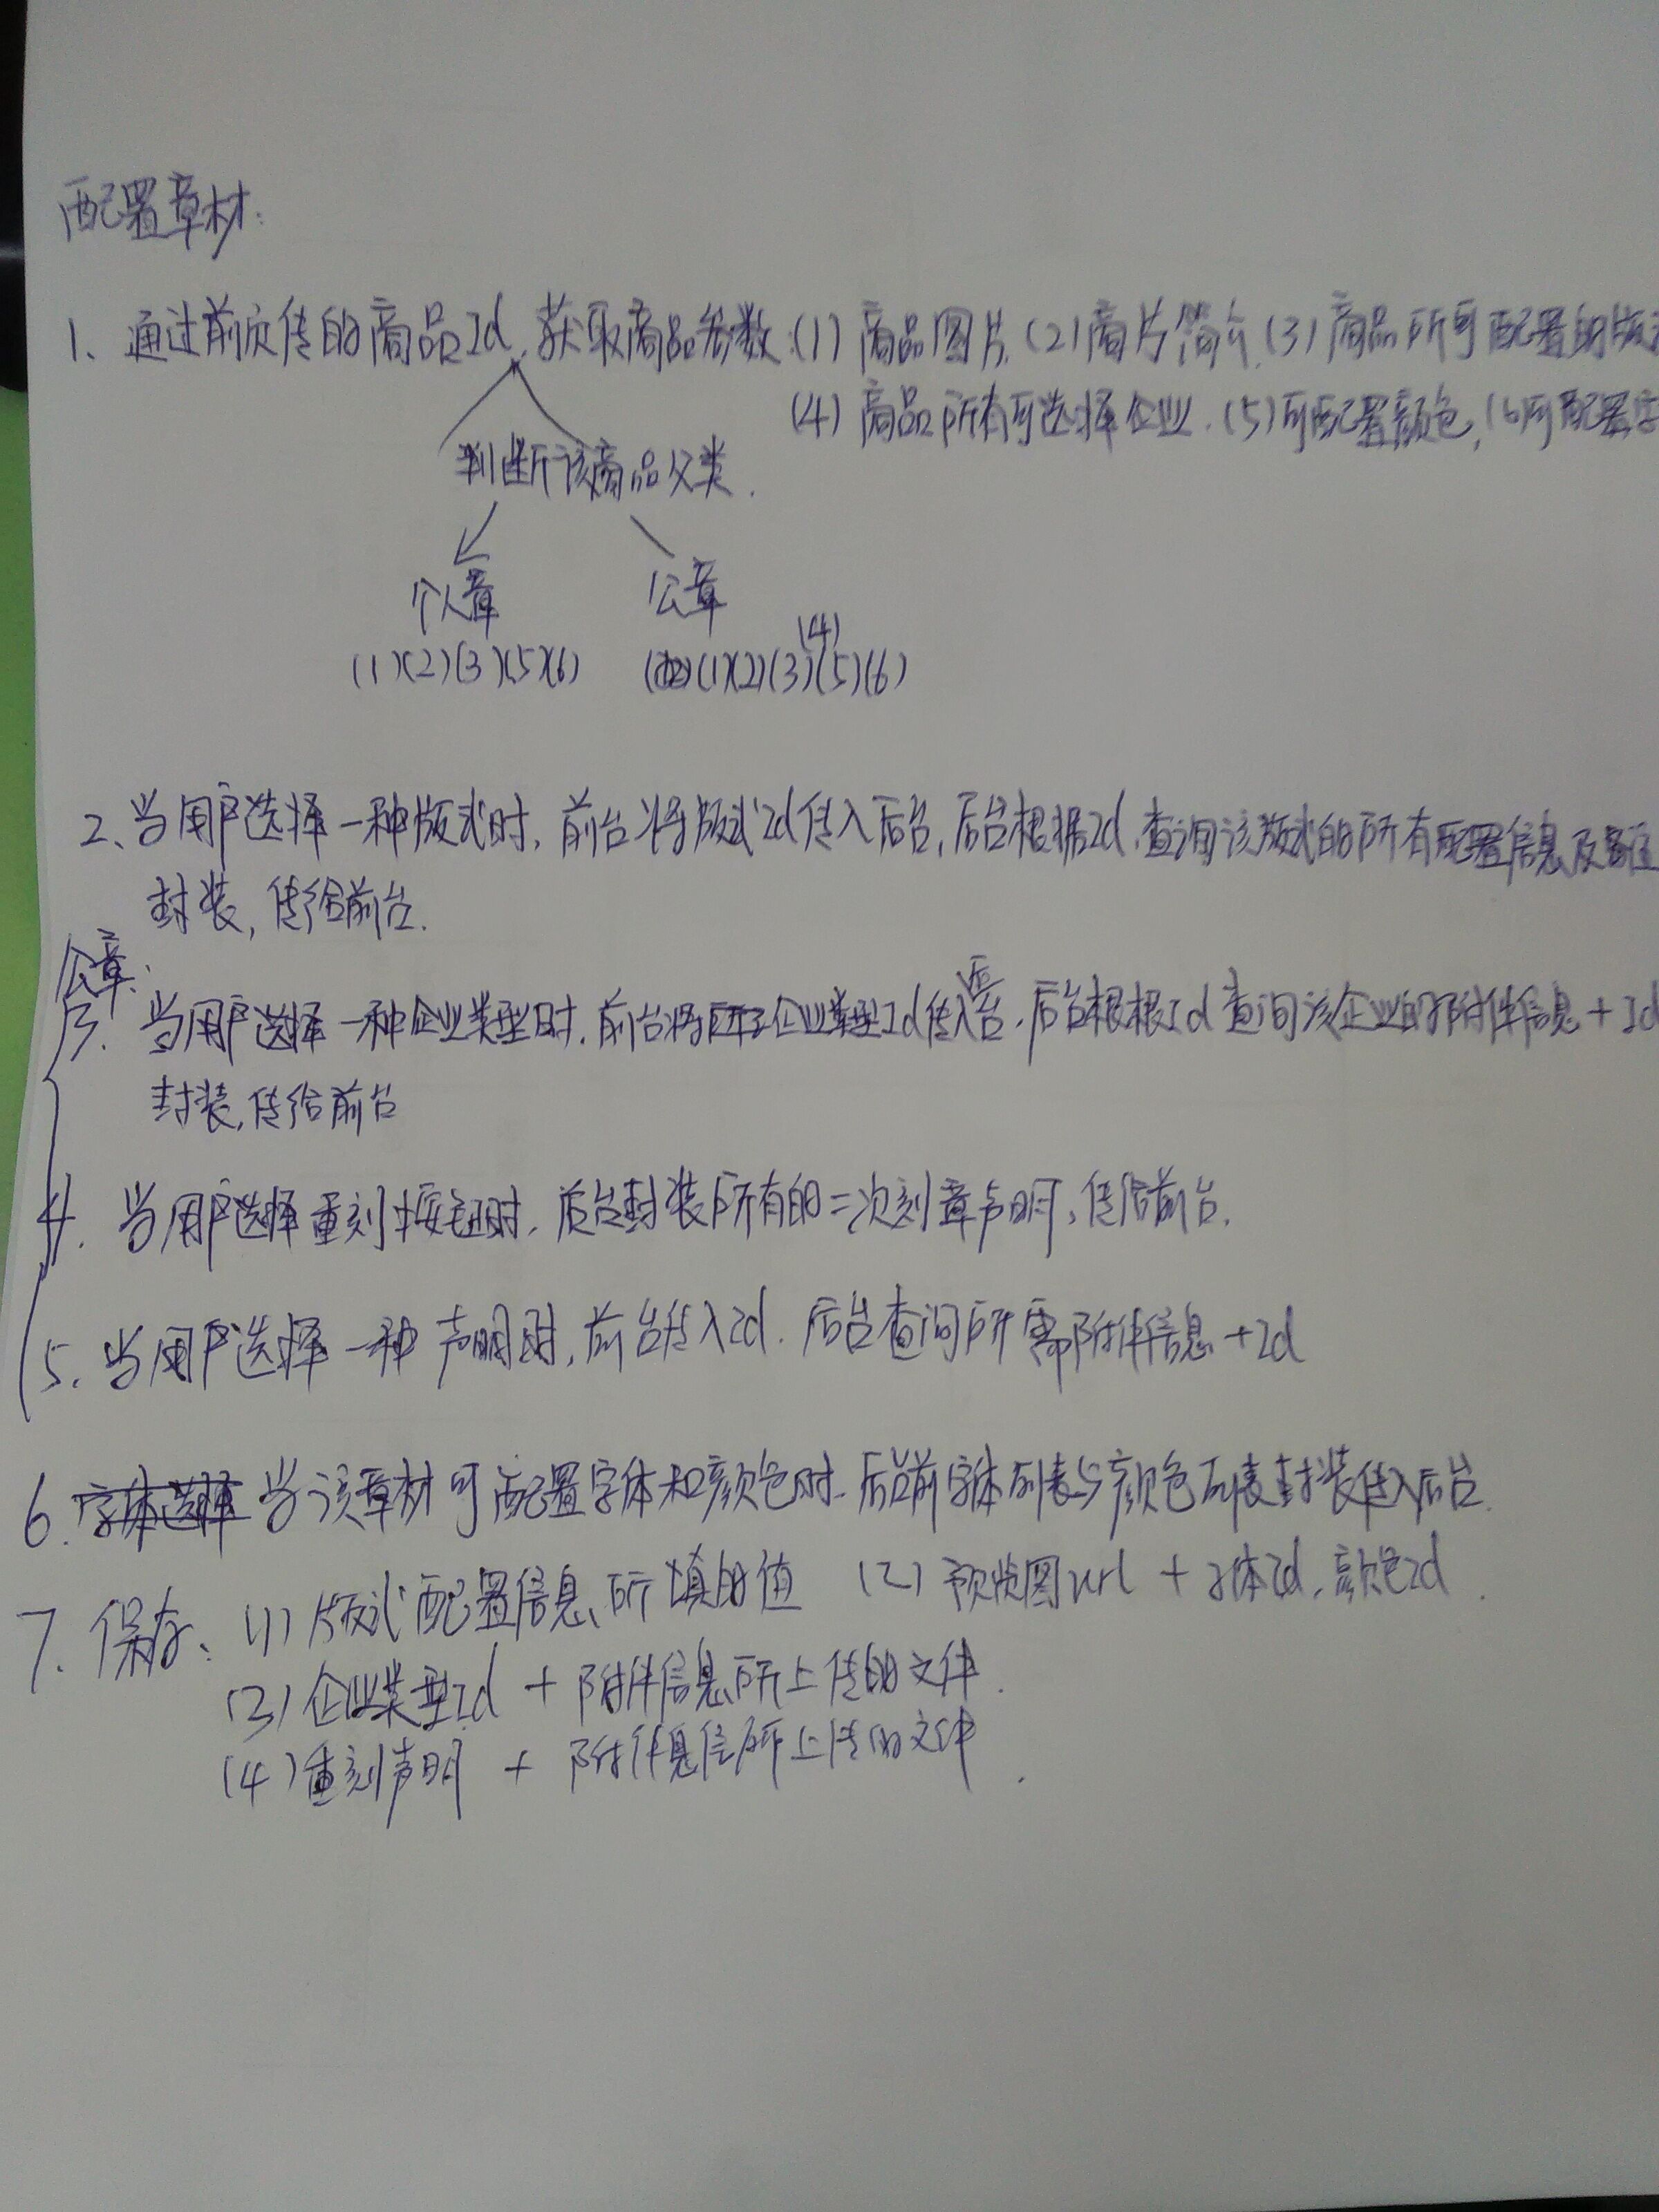 配置章材:
1、通过前页传的商品Id,获取商品参数:(1)商品图片.(2)商片简介.(3)商品所可配置的版
(4)商品所有可选择企业.(5)可配置颜色,(6)可配置字
判断该商品父类.
个人章 公章
(4)
(1)(2)(3)(5)(6) (1)(2)(3)(5)(6)
2、当用户选择一种版式时,前台将版式Id传入后台,后台根据Id,查询该版式的所有配置信息及
封装,传给前台.
公章:
3. 当用户选择一种企业类型时.前台将企业类型Id传入后台.后台根根Id查询该企业的附件信息+Id
封装,传给前台
4. 当用户选择重刻按钮时.后台封装所有的二次刻章声明,传给前台.
5. 当用户选择一种声明时,前台传入Id.后台查询所需附件信息+Id
6. 字体选择 当该章材可配置字体和颜色时.后台前字体列表与颜色列表封装传入后台.
7. 保存、(1)版式配置信息、所填的值 (2)预览图url + 字体Id.颜色Id.
(3)企业类型Id + 附件信息所上传的文件.
(4)重刻声明 + 附件息信所上传的文件.